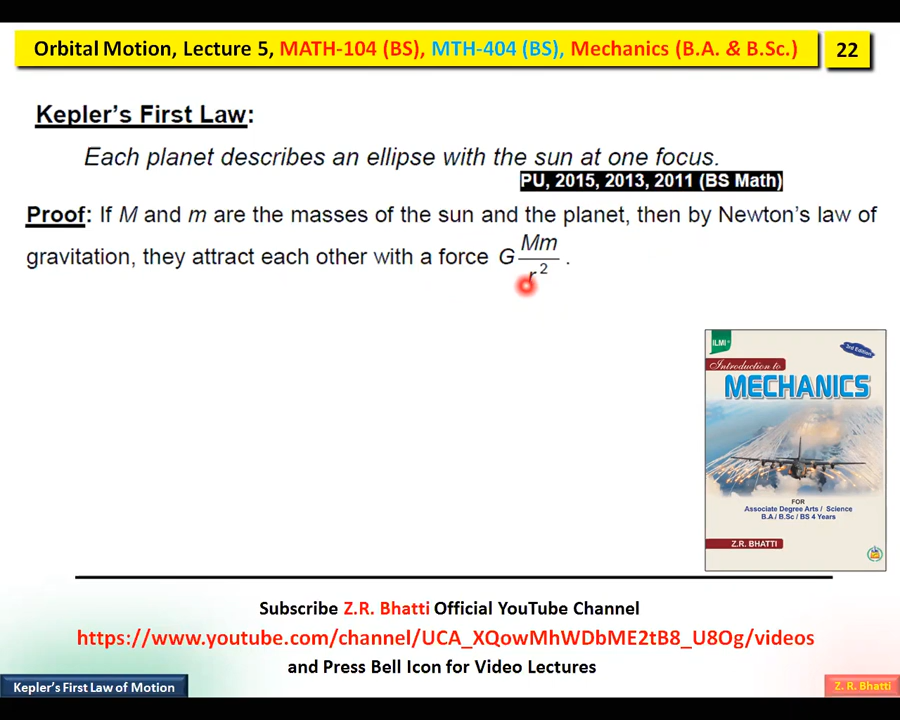 Orbital Motion, Lecture 5, MATH-104 (BS), MTH-404 (BS), Mechanics (B.A. & B.Sc.)
22
Kepler's First Law:
Each planet describes an ellipse with the sun at one focus.
PU, 2015, 2013, 2011 (BS Math)
Proof: If M and m are the masses of the sun and the planet, then by Newton's law of
gravitation, they attract each other with a force G Mm/r².
ILMI
3rd Edition
Introduction to
MECHANICS
FOR
Associate Degree Arts / Science
B.A / B.Sc / BS 4 Years
Z.R. BHATTI
Subscribe Z.R. Bhatti Official YouTube Channel
https://www.youtube.com/channel/UCA_XQowMhWDbME2tB8_U8Og/videos
and Press Bell Icon for Video Lectures
Kepler's First Law of Motion
Z. R. Bhatti